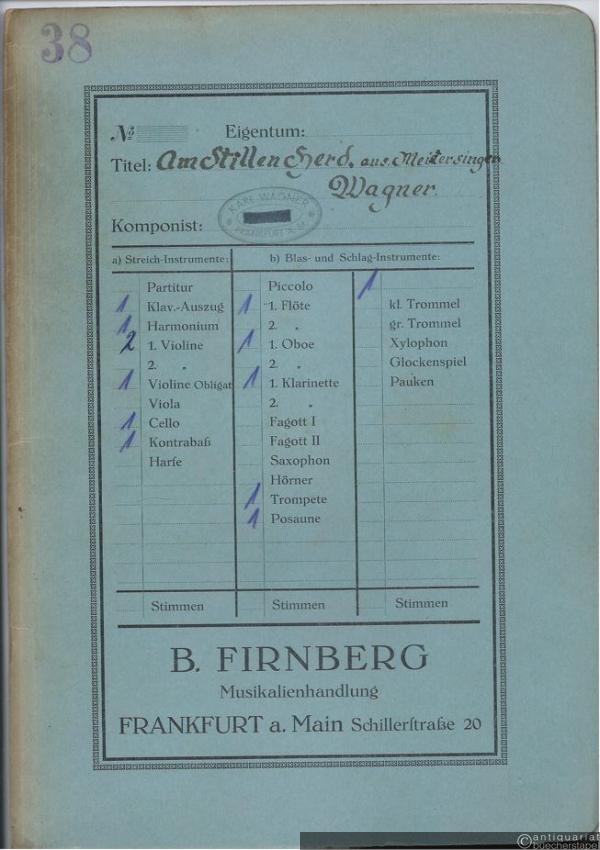 38
№ Eigentum:
Titel: Am Stillen Herd. aus. Meistersinger
Wagner.
KARL WAGNER
FRANKFURT A. M.
Komponist:
a) Streich-Instrumente: b) Blas- und Schlag-Instrumente:
Partitur
1 Klav.-Auszug
1 Harmonium
2 1. Violine
2. „
1 Violine Obligat
Viola
1 Cello
1 Kontrabaß
Harfe
Stimmen
Piccolo
1 1. Flöte
2. „
1 1. Oboe
2. „
1 1. Klarinette
2. „
Fagott I
Fagott II
Saxophon
Hörner
1 Trompete
1 Posaune
Stimmen
1
kl. Trommel
gr. Trommel
Xylophon
Glockenspiel
Pauken
Stimmen
B. FIRNBERG
Musikalienhandlung
FRANKFURT a. Main Schillerſtraße 20
antiquariat
buecherstapel